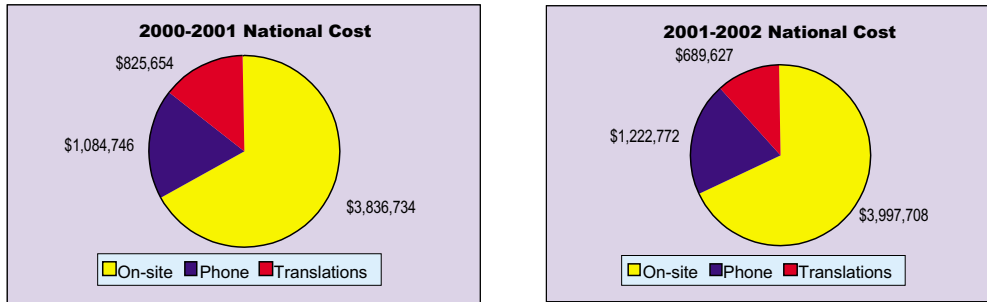 2000-2001 National Cost
$825,654
$1,084,746
$3,836,734
On-site Phone Translations
2001-2002 National Cost
$689,627
$1,222,772
$3,997,708
On-site Phone Translations